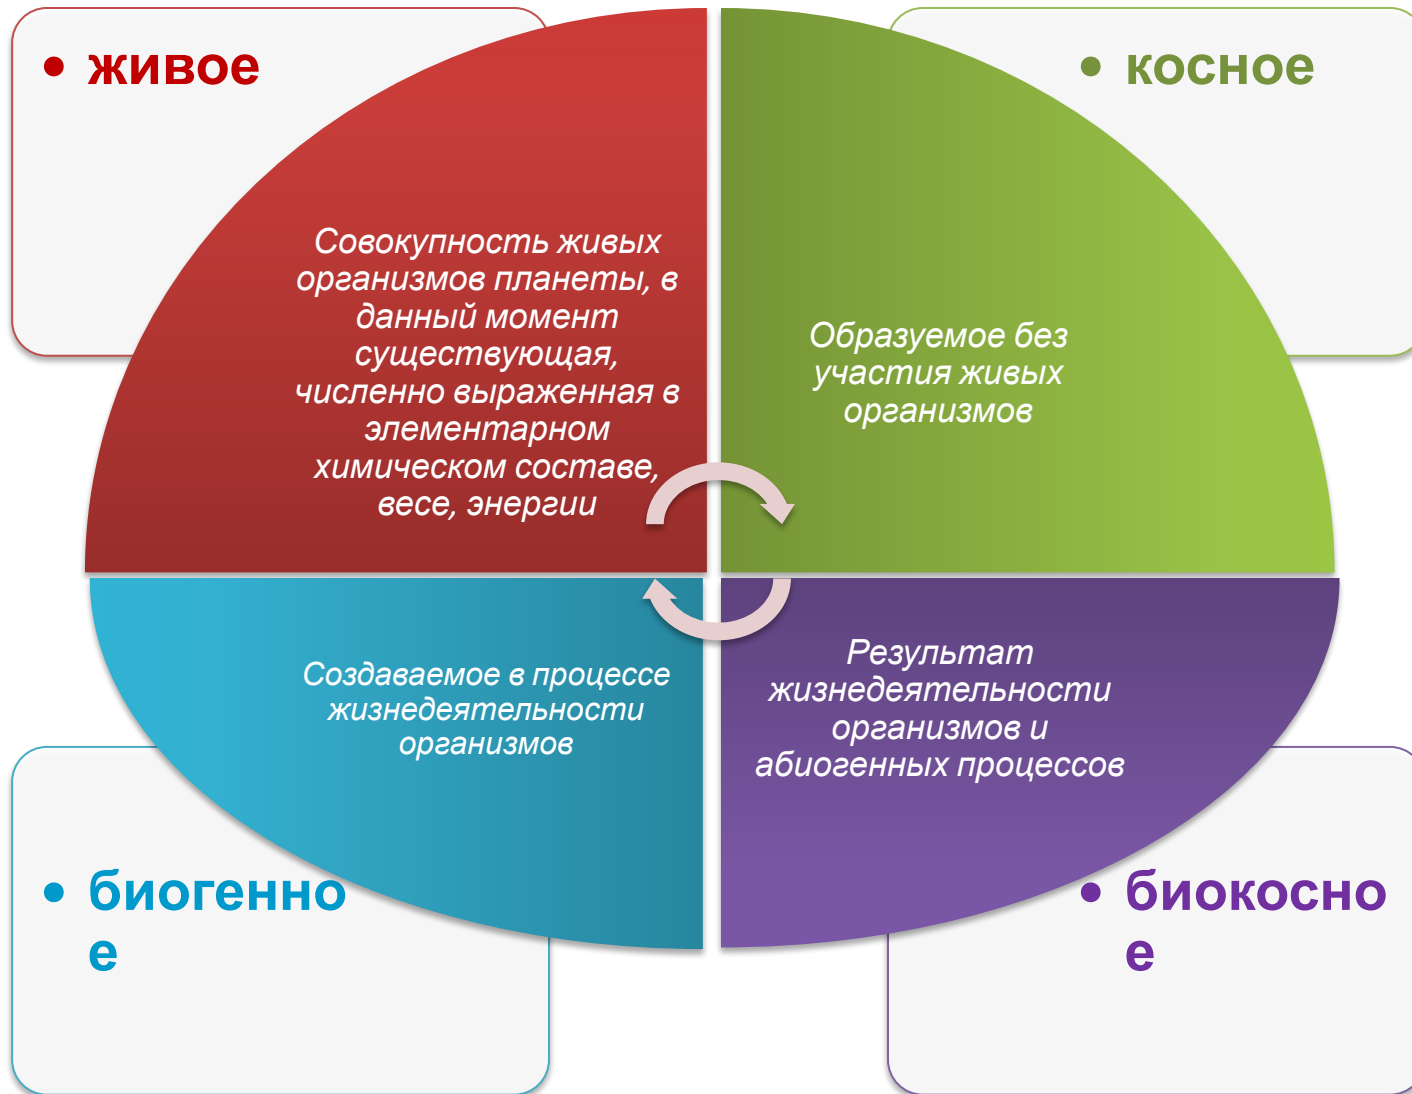 • живое
Совокупность живых
организмов планеты, в
данный момент
существующая,
численно выраженная в
элементарном
химическом составе,
весе, энергии
• косное
Образуемое без
участия живых
организмов
Создаваемое в процессе
жизнедеятельности
организмов
• биогенно
е
Результат
жизнедеятельности
организмов и
абиогенных процессов
• биокосно
е